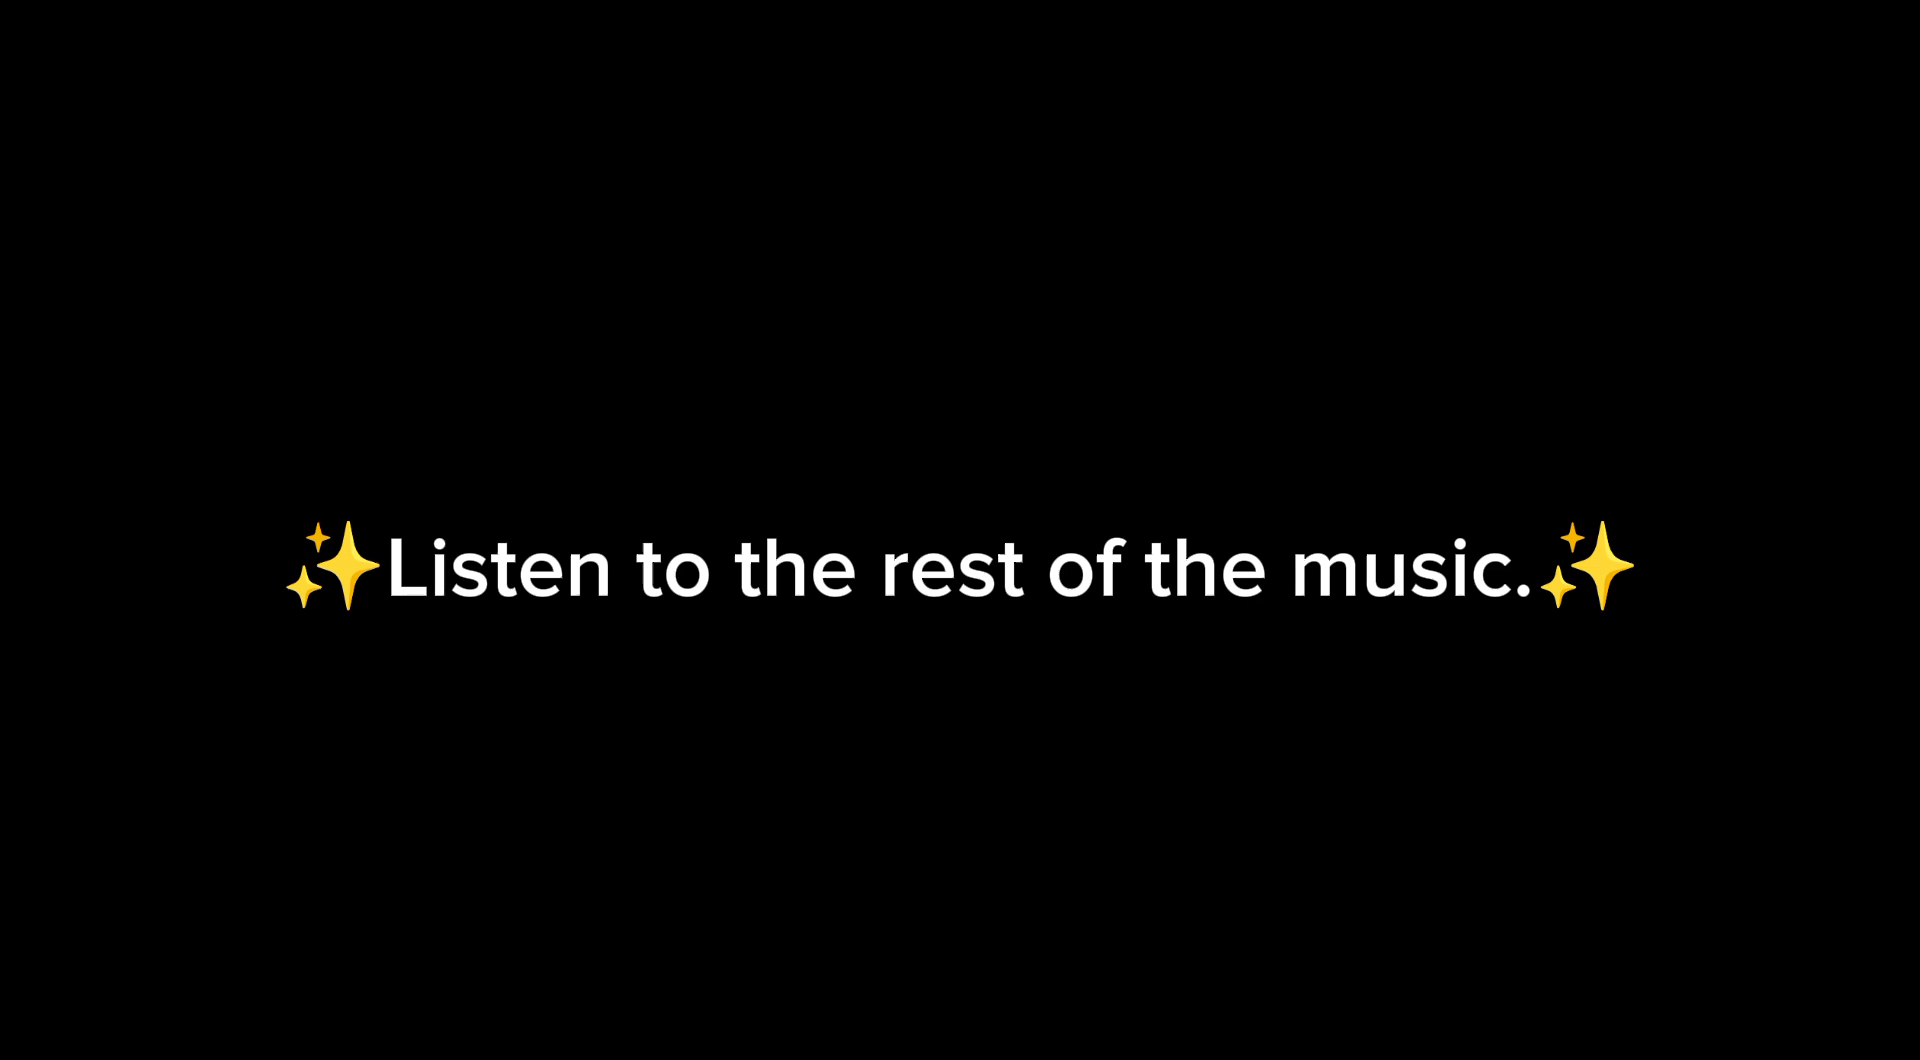 ✨Listen to the rest of the music.✨